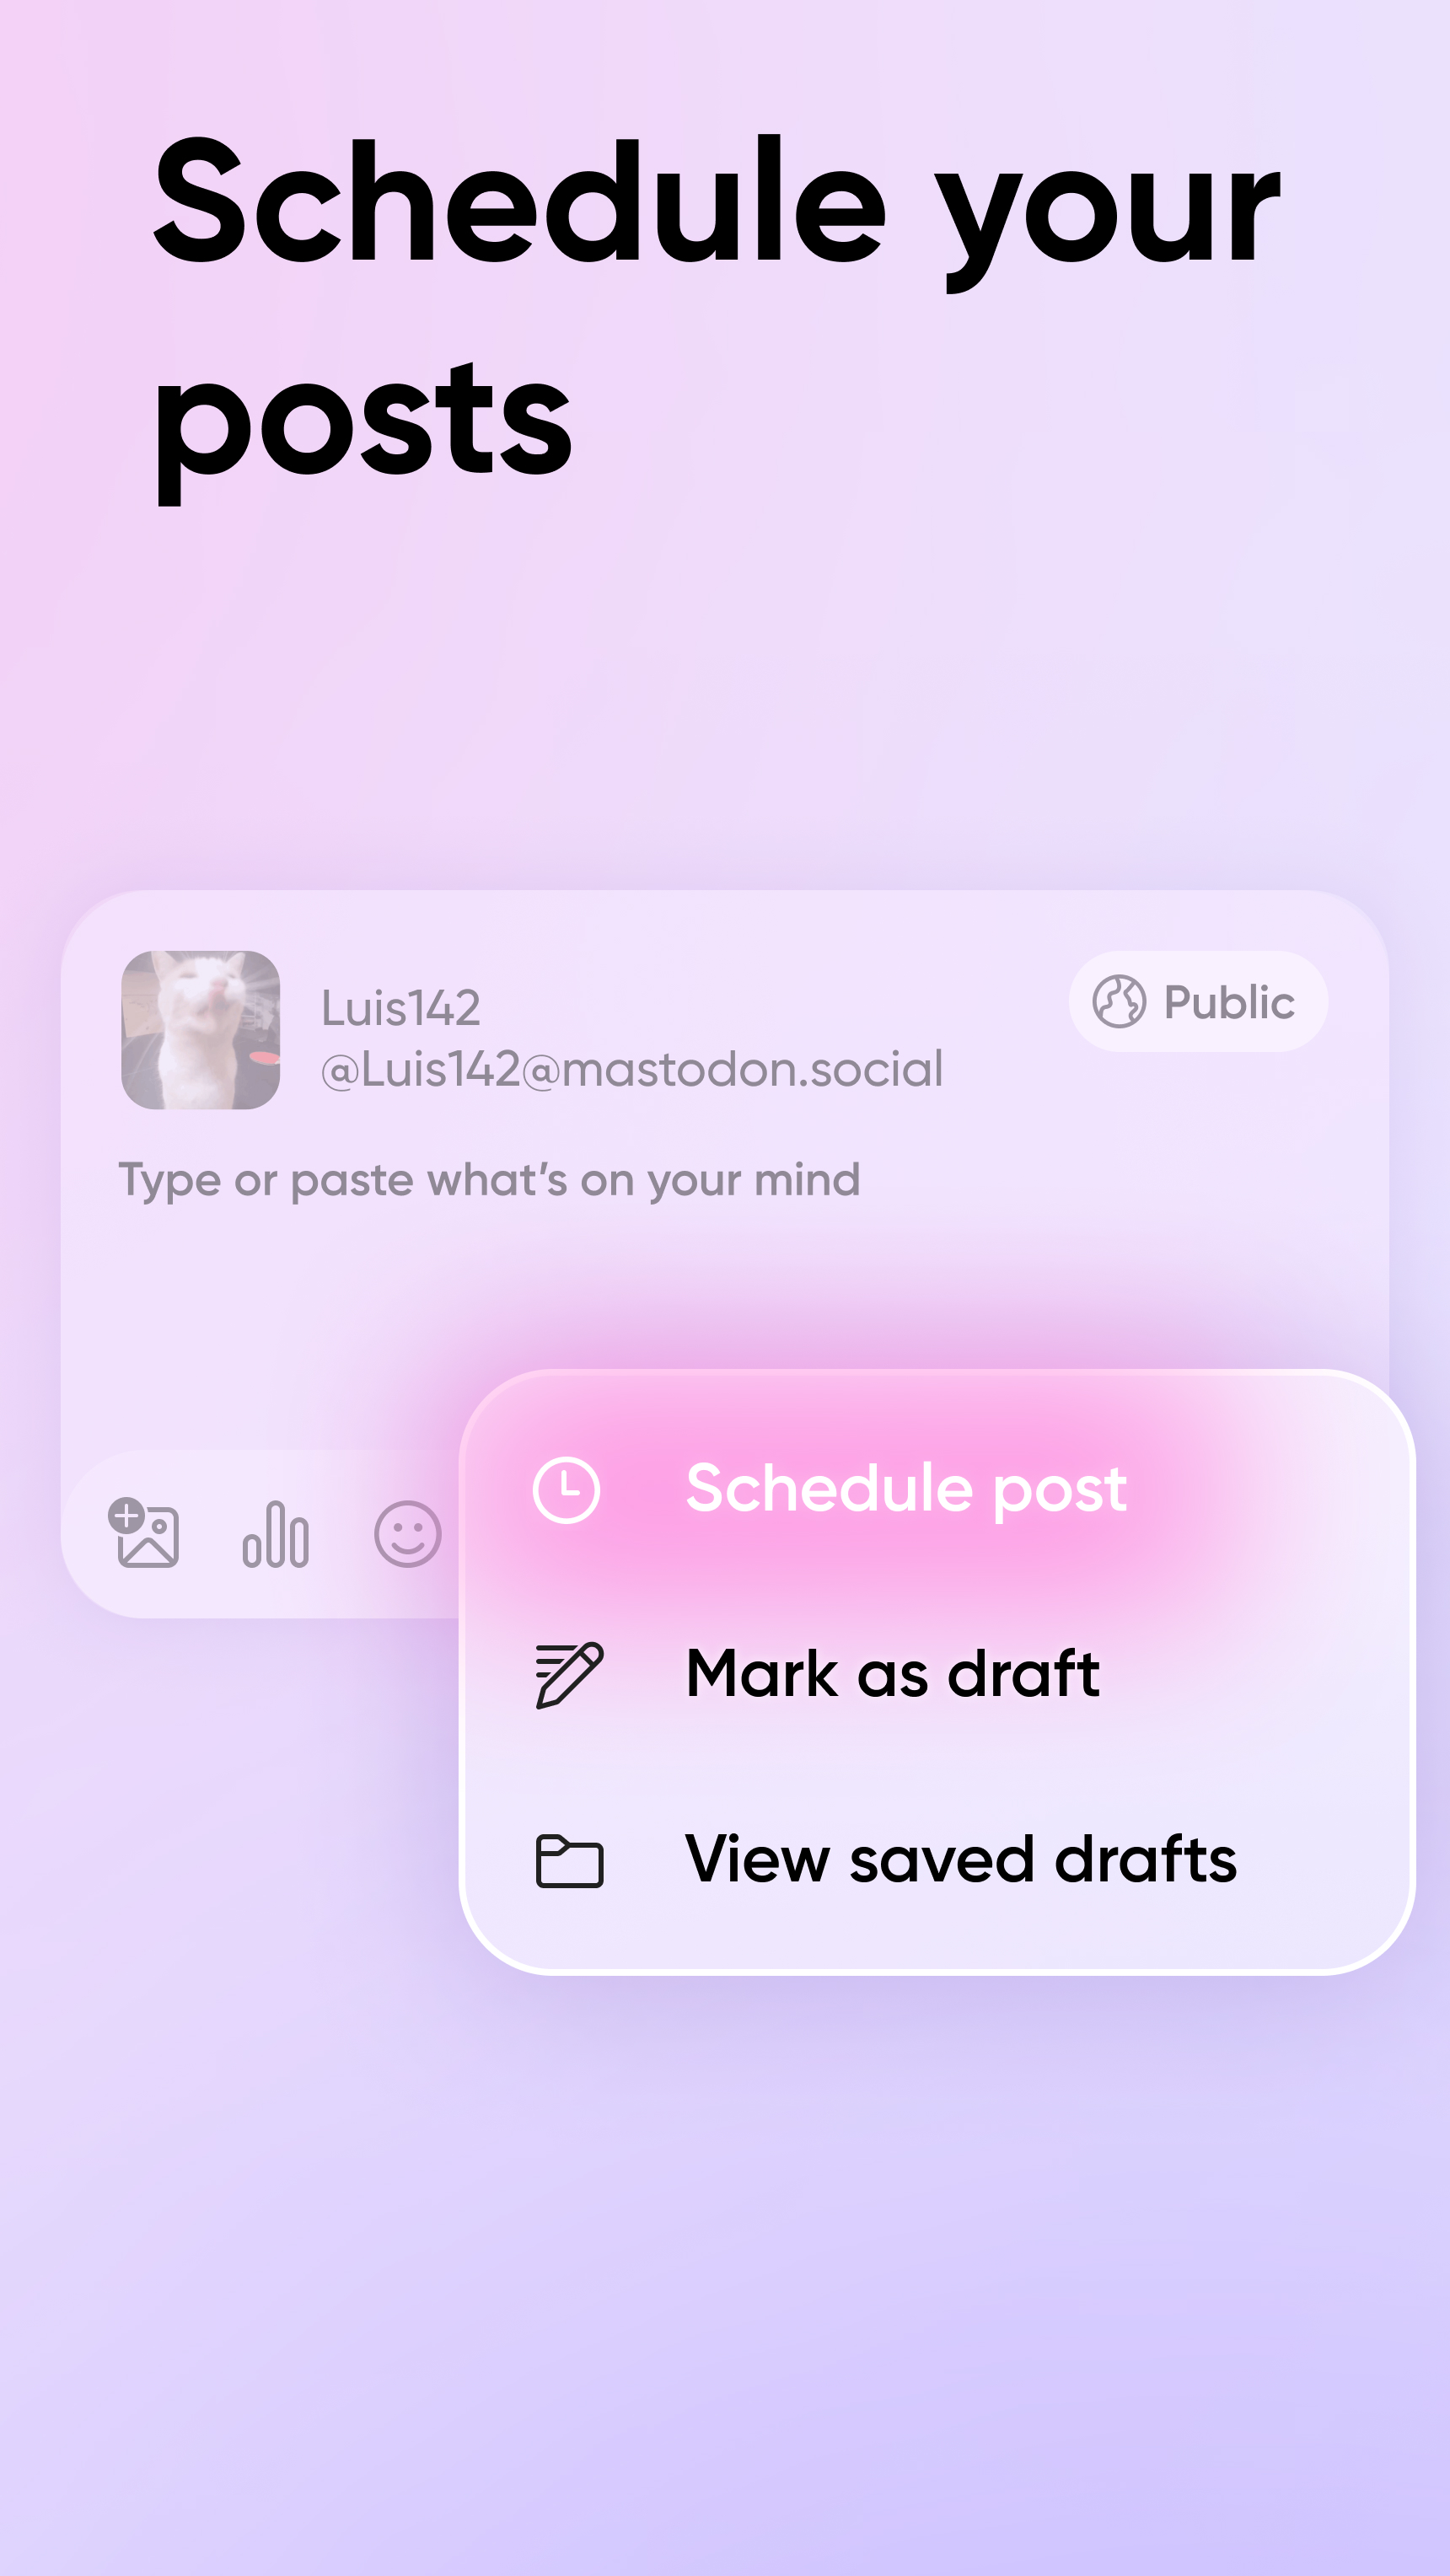 Schedule your
posts
Luis142
Public
@Luis142@mastodon.social
Type or paste what’s on your mind
Schedule post
Mark as draft
View saved drafts